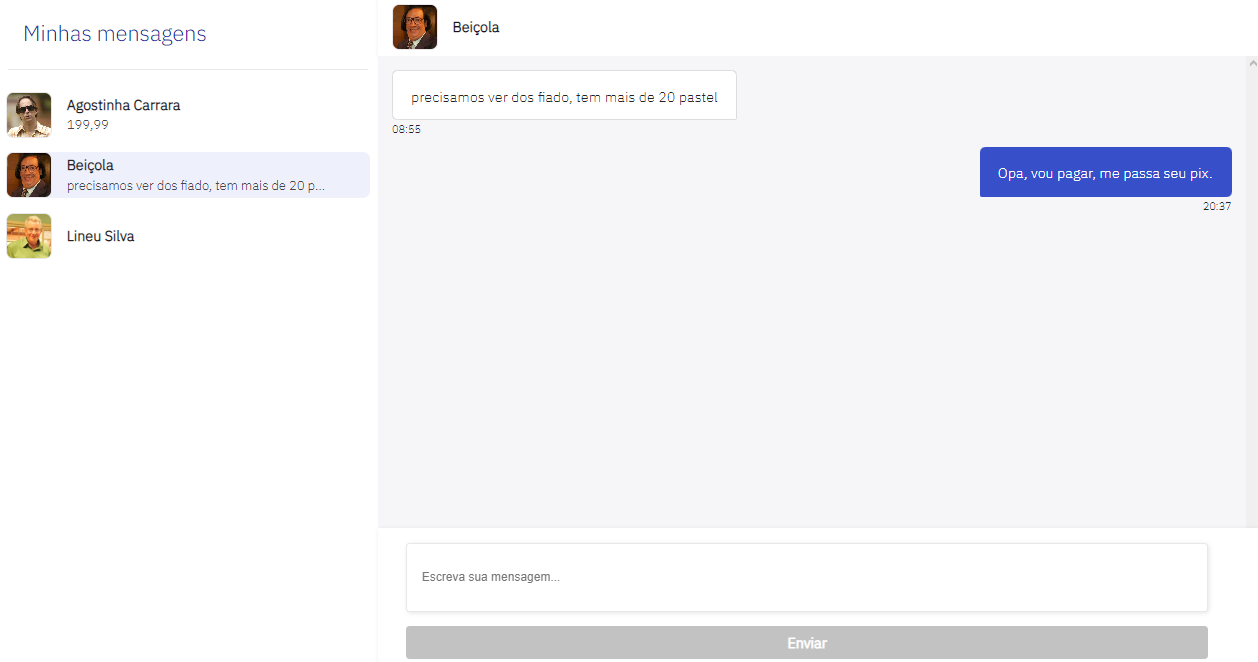 Minhas mensagens
Agostinha Carrara
199,99
Beiçola
precisamos ver dos fiado, tem mais de 20 p...
Lineu Silva
Beiçola
precisamos ver dos fiado, tem mais de 20 pastel
08:55
Opa, vou pagar, me passa seu pix.
20:37
Escreva sua mensagem...
Enviar